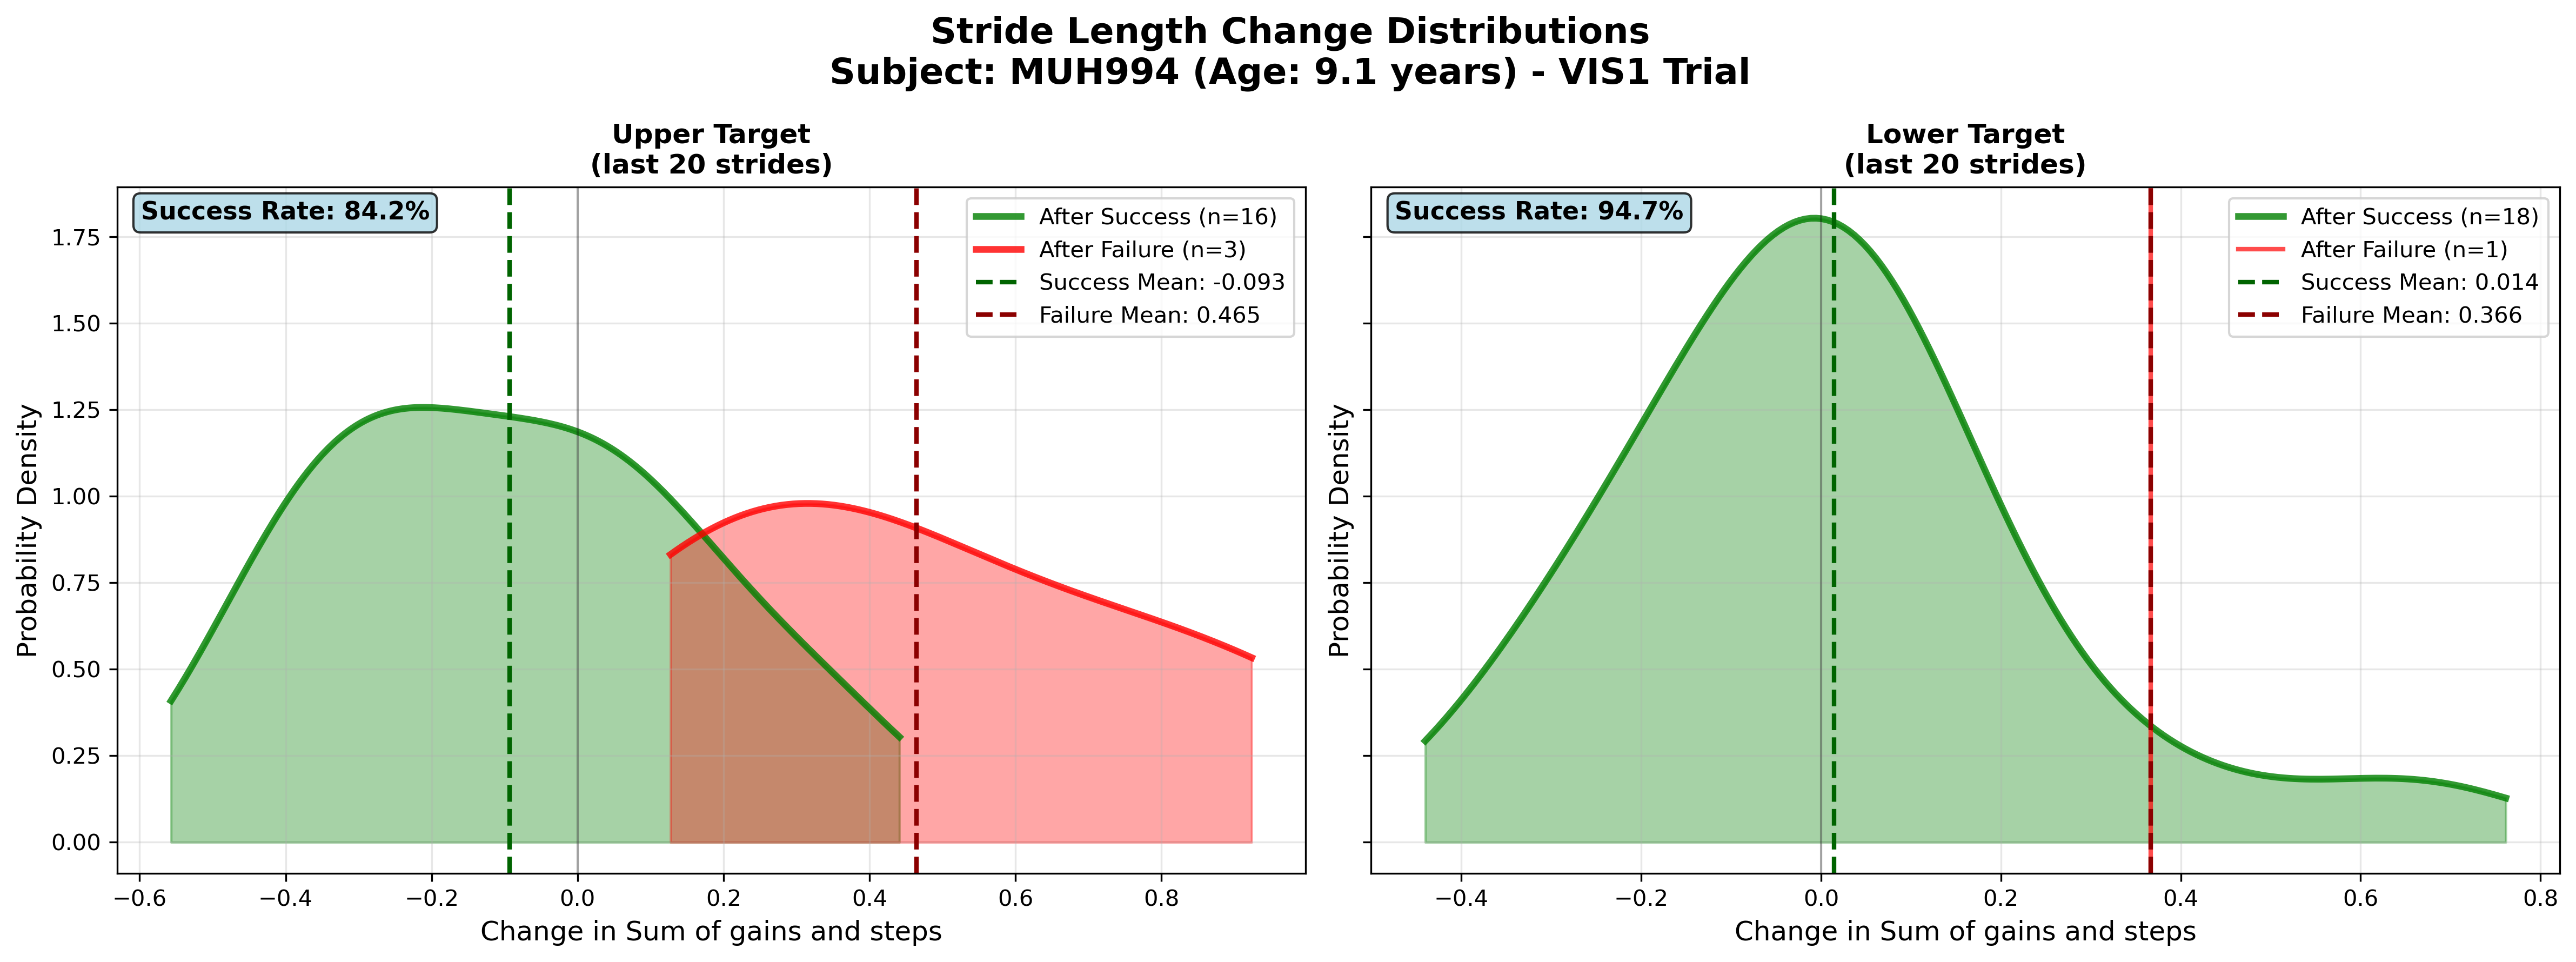 Stride Length Change Distributions
Subject: MUH994 (Age: 9.1 years) - VIS1 Trial
Upper Target
(last 20 strides)
Success Rate: 84.2%
After Success (n=16)
After Failure (n=3)
Success Mean: -0.093
Failure Mean: 0.465
Probability Density
1.75
1.50
1.25
1.00
0.75
0.50
0.25
0.00
−0.6 −0.4 −0.2 0.0 0.2 0.4 0.6 0.8
Change in Sum of gains and steps
Lower Target
(last 20 strides)
Success Rate: 94.7%
After Success (n=18)
After Failure (n=1)
Success Mean: 0.014
Failure Mean: 0.366
Probability Density
−0.4 −0.2 0.0 0.2 0.4 0.6 0.8
Change in Sum of gains and steps